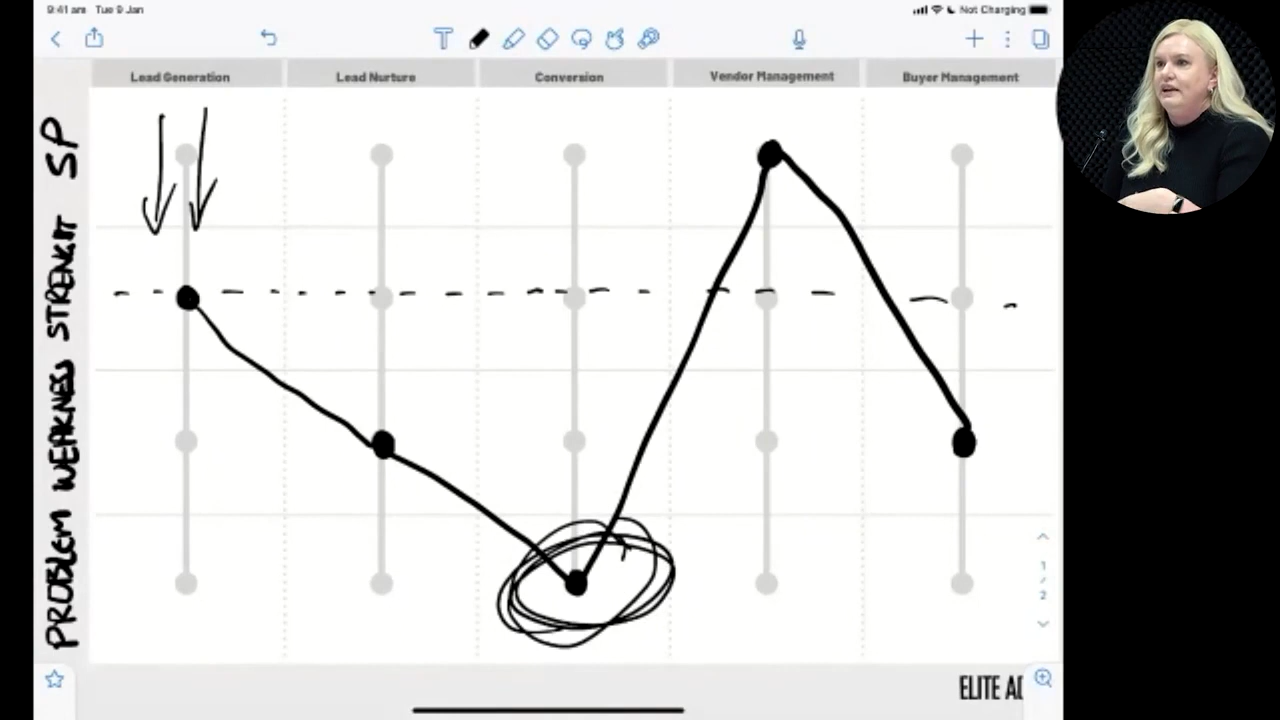 9:41 am Tue 9 Jan
Not Charging
Lead Generation
Lead Nurture
Conversion
Vendor Management
Buyer Management
PROBLEM WEAKNESS STRENGHT SP
1
/
2
ELITE